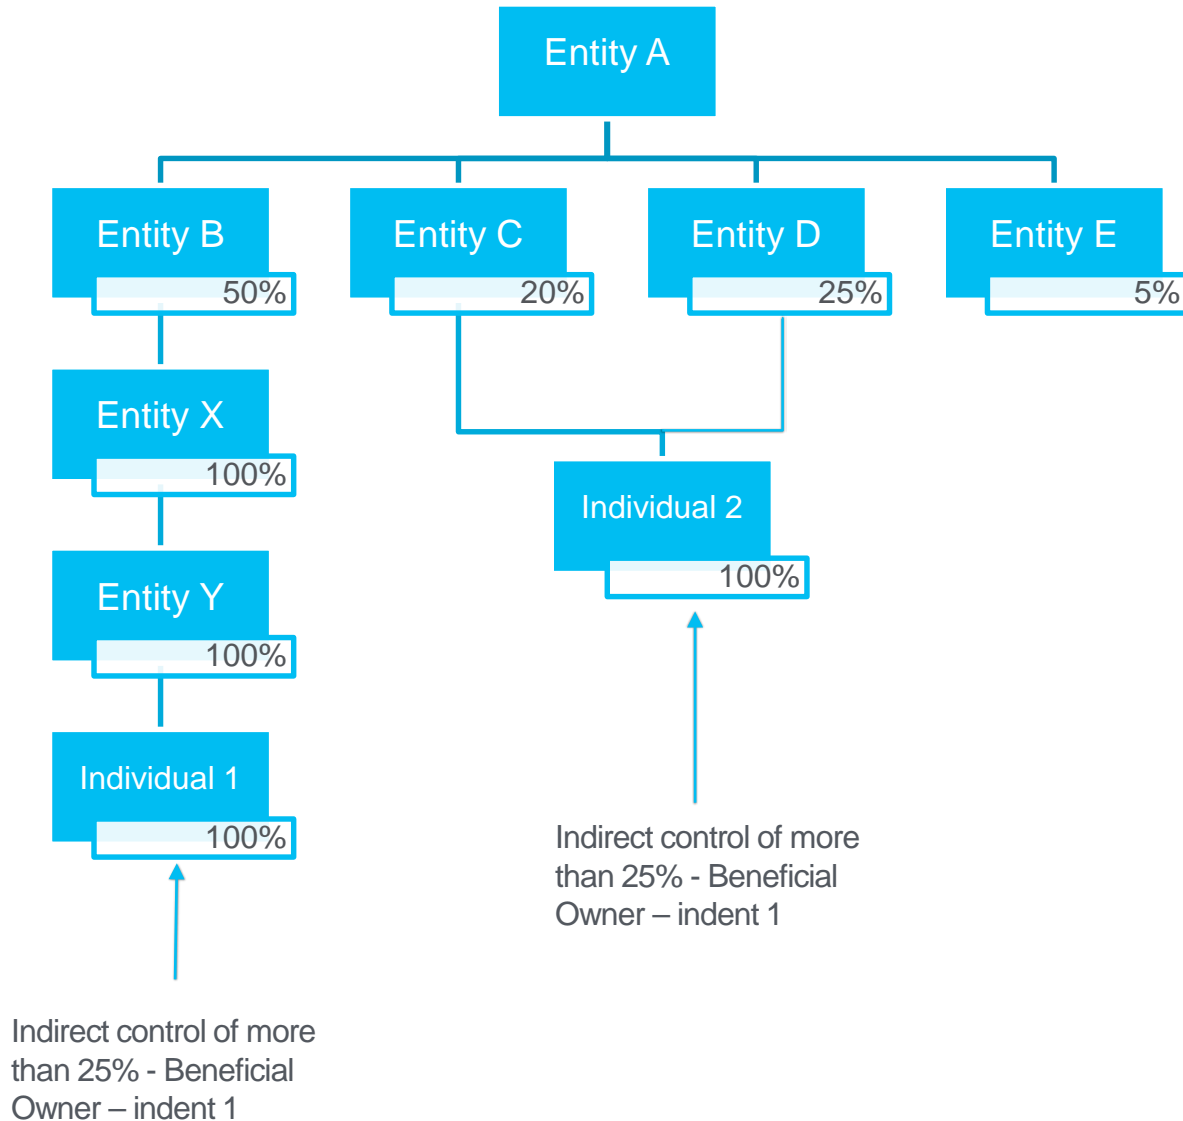 Entity A
Entity B
50%
Entity C
20%
Entity D
25%
Entity E
5%
Entity X
100%
Individual 2
100%
Entity Y
100%
Individual 1
100%
Indirect control of more
than 25% - Beneficial
Owner – indent 1
Indirect control of more
than 25% - Beneficial
Owner – indent 1